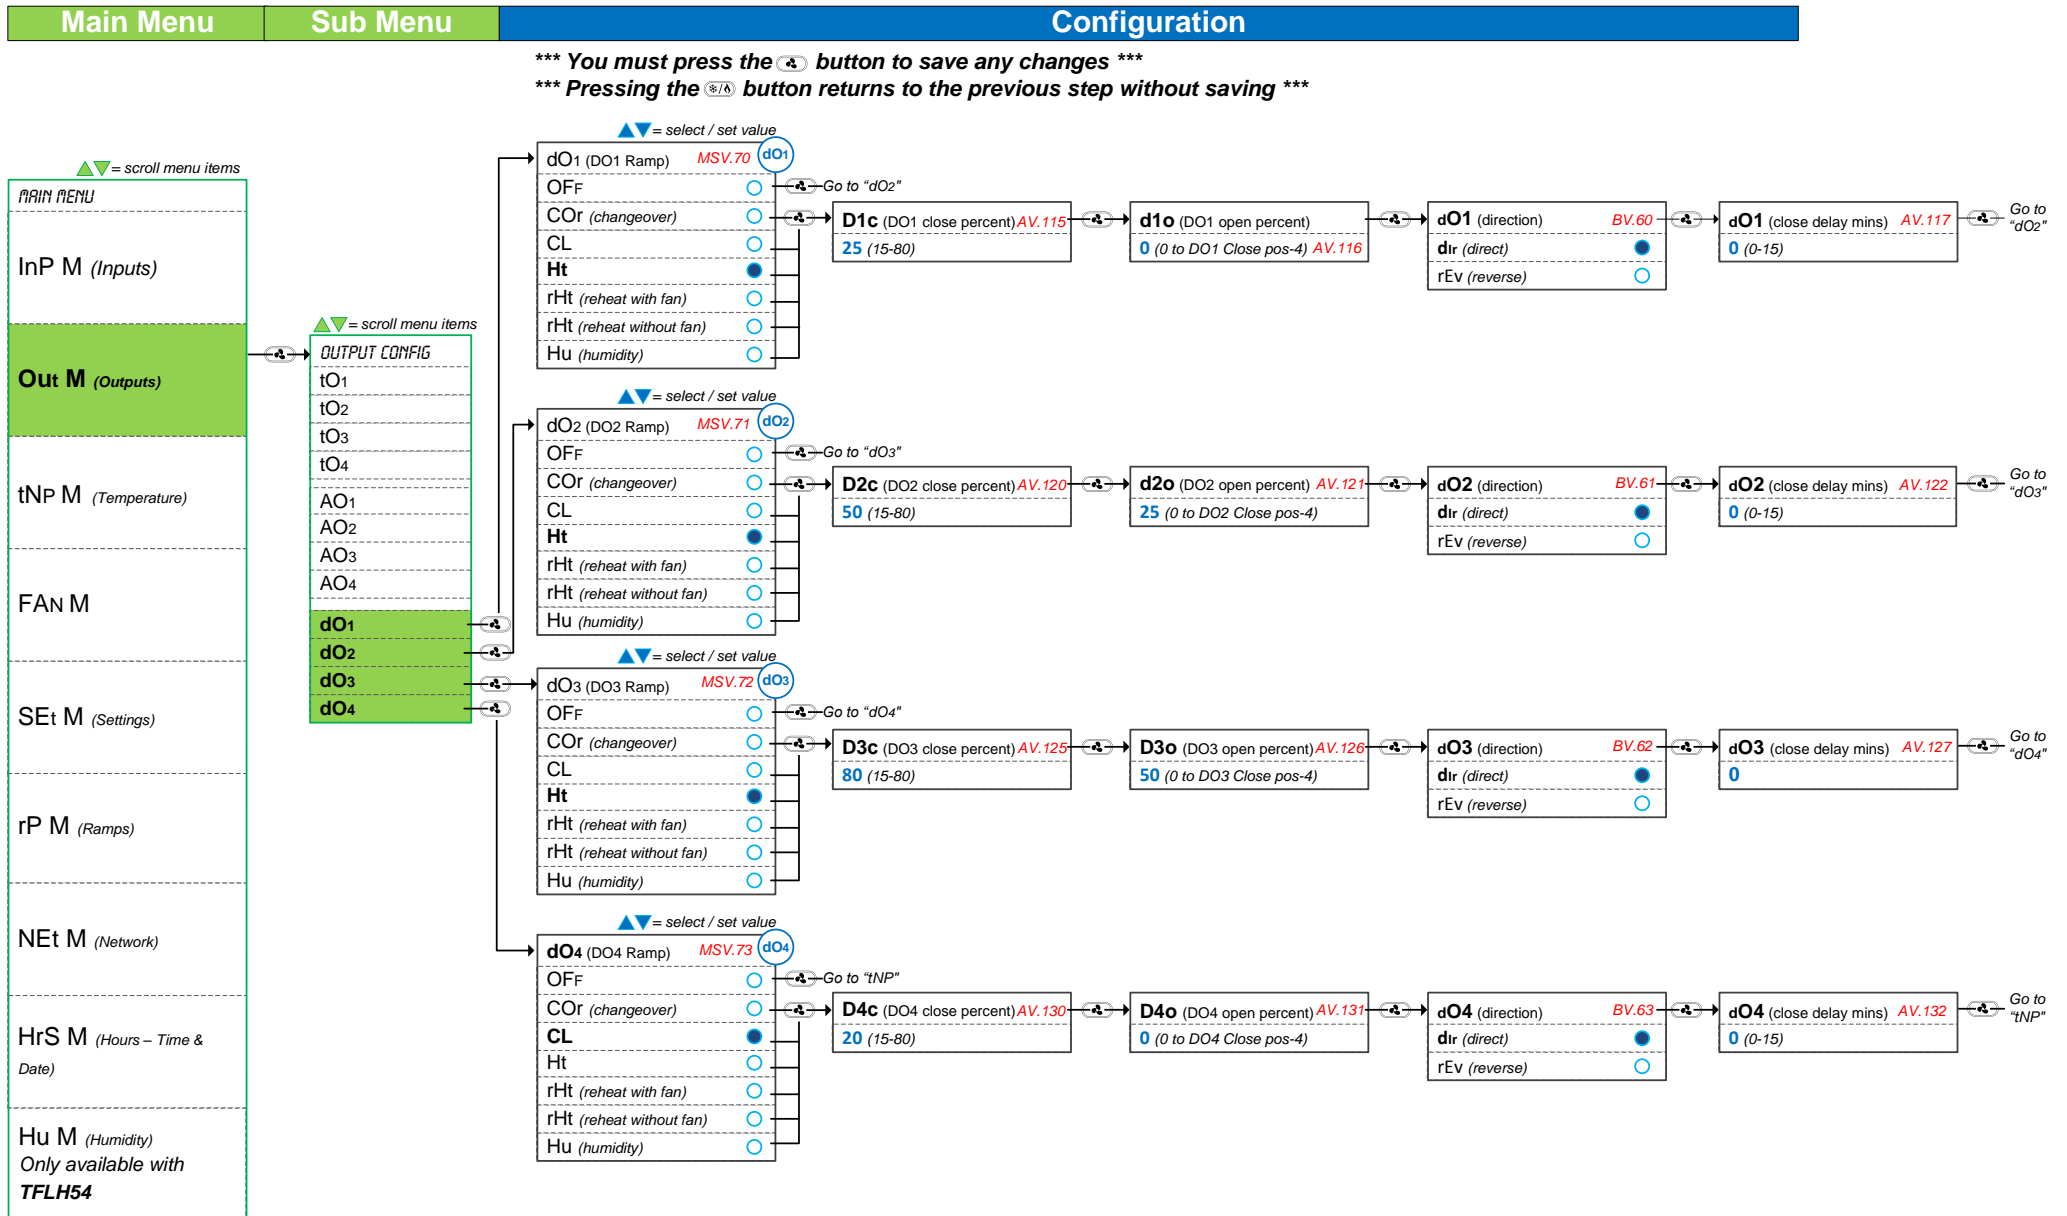 Main Menu
Sub Menu
Configuration
*** You must press the button to save any changes ***
*** Pressing the button returns to the previous step without saving ***
= scroll menu items
MAIN MENU
InP M (Inputs)
Out M (Outputs)
tNP M (Temperature)
FAN M
SEt M (Settings)
rP M (Ramps)
NEt M (Network)
HrS M (Hours – Time &
Date)
Hu M (Humidity)
Only available with
TFLH54
= scroll menu items
OUTPUT CONFIG
tO1
tO2
tO3
tO4
AO1
AO2
AO3
AO4
dO1
dO2
dO3
dO4
= select / set value
dO1 (DO1 Ramp) MSV.70 dO1
OFF
Go to “dO2"
COr (changeover)
CL
Ht
rHt (reheat with fan)
rHt (reheat without fan)
Hu (humidity)
D1c (DO1 close percent) AV.115
25 (15-80)
d1o (DO1 open percent)
0 (0 to DO1 Close pos-4) AV.116
dO1 (direction) BV.60
dIr (direct)
rEv (reverse)
dO1 (close delay mins) AV.117
0 (0-15)
Go to
“dO2"
= select / set value
dO2 (DO2 Ramp) MSV.71 dO2
OFF
Go to “dO3"
COr (changeover)
CL
Ht
rHt (reheat with fan)
rHt (reheat without fan)
Hu (humidity)
D2c (DO2 close percent) AV.120
50 (15-80)
d2o (DO2 open percent) AV.121
25 (0 to DO2 Close pos-4)
dO2 (direction) BV.61
dIr (direct)
rEv (reverse)
dO2 (close delay mins) AV.122
0 (0-15)
Go to
“dO3"
= select / set value
dO3 (DO3 Ramp) MSV.72 dO3
OFF
Go to “dO4"
COr (changeover)
CL
Ht
rHt (reheat with fan)
rHt (reheat without fan)
Hu (humidity)
D3c (DO3 close percent) AV.125
80 (15-80)
D3o (DO3 open percent) AV.126
50 (0 to DO3 Close pos-4)
dO3 (direction) BV.62
dIr (direct)
rEv (reverse)
dO3 (close delay mins) AV.127
0
Go to
“dO4"
= select / set value
dO4 (DO4 Ramp) MSV.73 dO4
OFF
Go to “tNP"
COr (changeover)
CL
Ht
rHt (reheat with fan)
rHt (reheat without fan)
Hu (humidity)
D4c (DO4 close percent) AV.130
20 (15-80)
D4o (DO4 open percent) AV.131
0 (0 to DO4 Close pos-4)
dO4 (direction) BV.63
dIr (direct)
rEv (reverse)
dO4 (close delay mins) AV.132
0 (0-15)
Go to
“tNP"